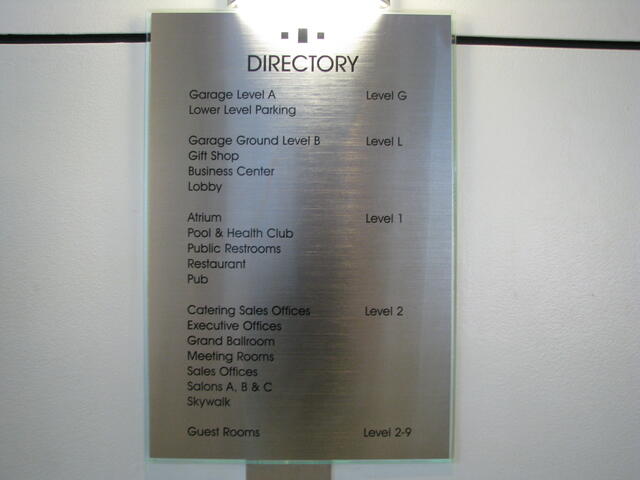 DIRECTORY
Garage Level A Level G
Lower Level Parking
Garage Ground Level B Level L
Gift Shop
Business Center
Lobby
Atrium Level 1
Pool & Health Club
Public Restrooms
Restaurant
Pub
Catering Sales Offices Level 2
Executive Offices
Grand Ballroom
Meeting Rooms
Sales Offices
Salons A, B & C
Skywalk
Guest Rooms Level 2-9